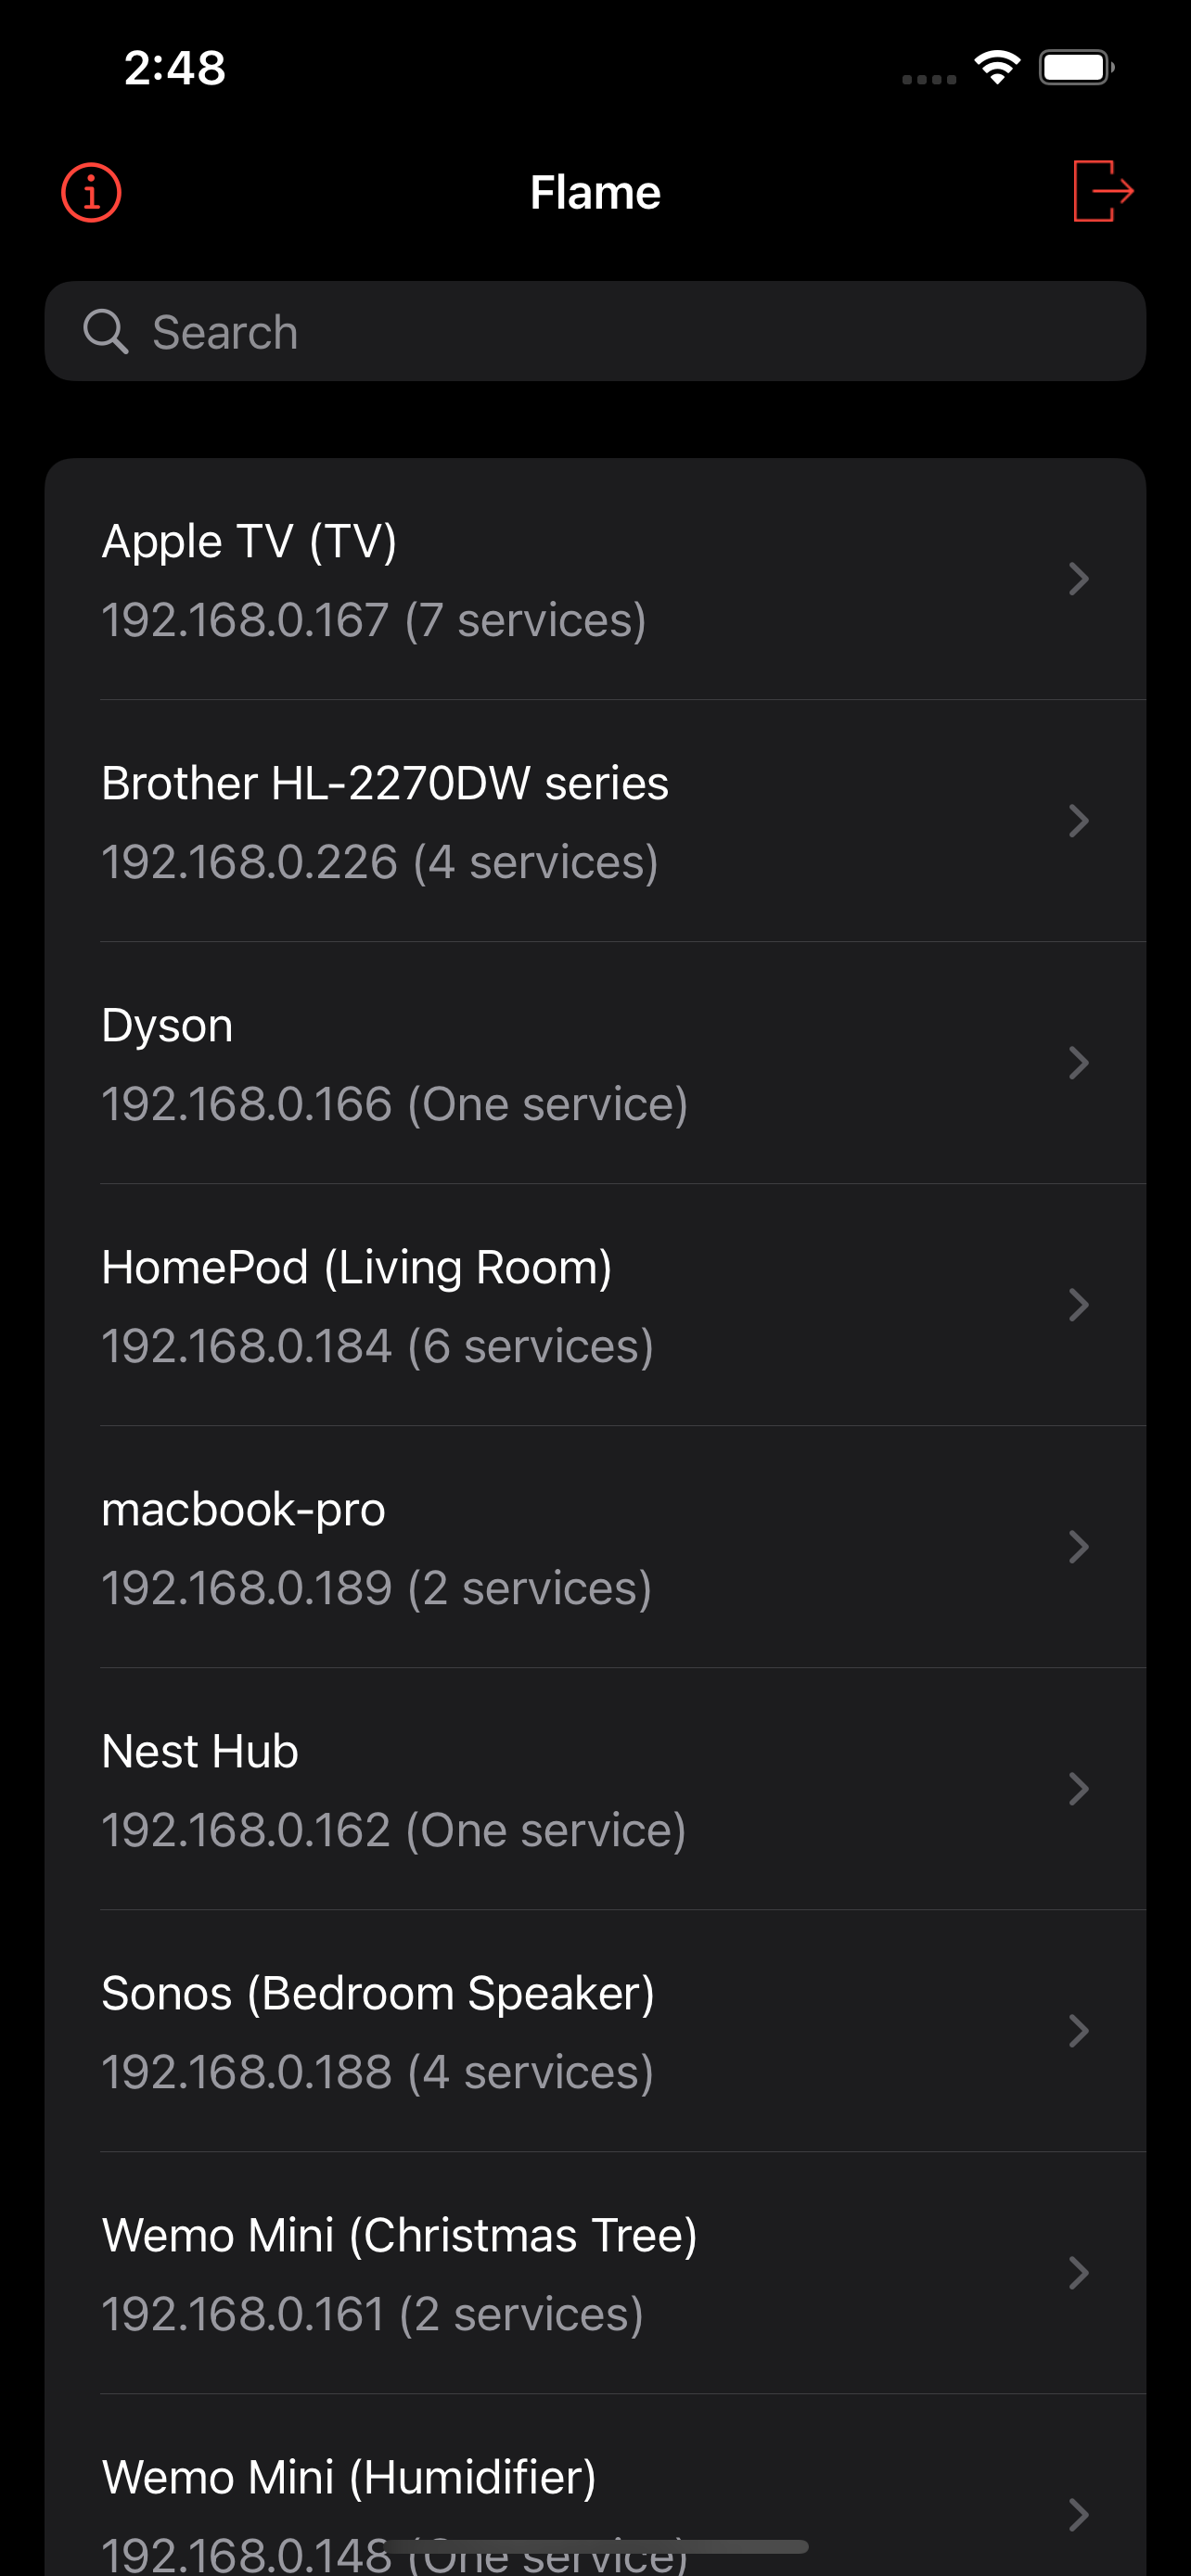 2:48
Flame
Search
Apple TV (TV)
192.168.0.167 (7 services)
Brother HL-2270DW series
192.168.0.226 (4 services)
Dyson
192.168.0.166 (One service)
HomePod (Living Room)
192.168.0.184 (6 services)
macbook-pro
192.168.0.189 (2 services)
Nest Hub
192.168.0.162 (One service)
Sonos (Bedroom Speaker)
192.168.0.188 (4 services)
Wemo Mini (Christmas Tree)
192.168.0.161 (2 services)
Wemo Mini (Humidifier)
192.168.0.148 (One service)